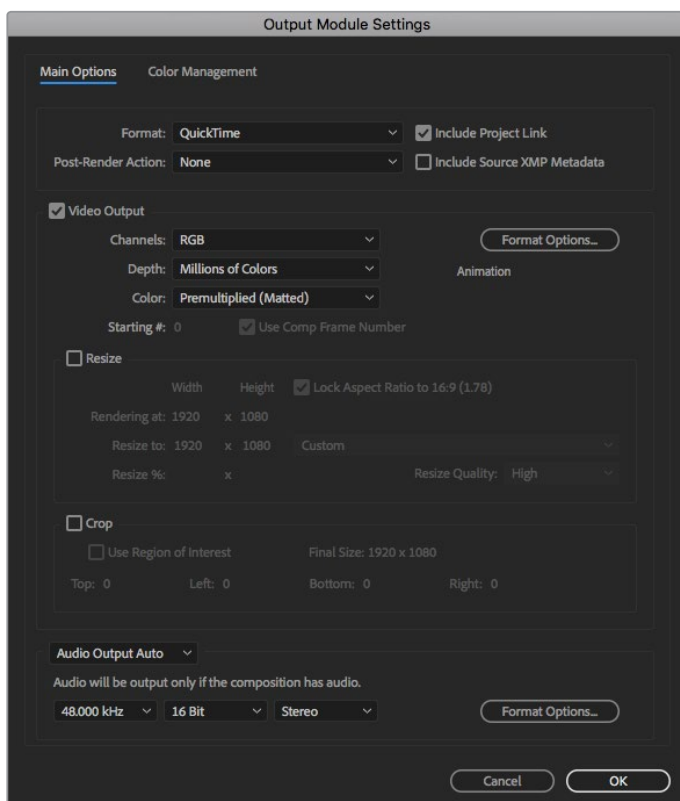 Output Module Settings
Main Options Color Management
Format: QuickTime Include Project Link
Post-Render Action: None Include Source XMP Metadata
Video Output
Channels: RGB Format Options...
Depth: Millions of Colors Animation
Color: Premultiplied (Matted)
Starting #: 0 Use Comp Frame Number
Resize
Width Height Lock Aspect Ratio to 16:9 (1.78)
Rendering at: 1920 x 1080
Resize to: 1920 x 1080 Custom
Resize %: x Resize Quality: High
Crop
Use Region of Interest Final Size: 1920 x 1080
Top: 0 Left: 0 Bottom: 0 Right: 0
Audio Output Auto
Audio will be output only if the composition has audio.
48.000 kHz 16 Bit Stereo Format Options...
Cancel OK